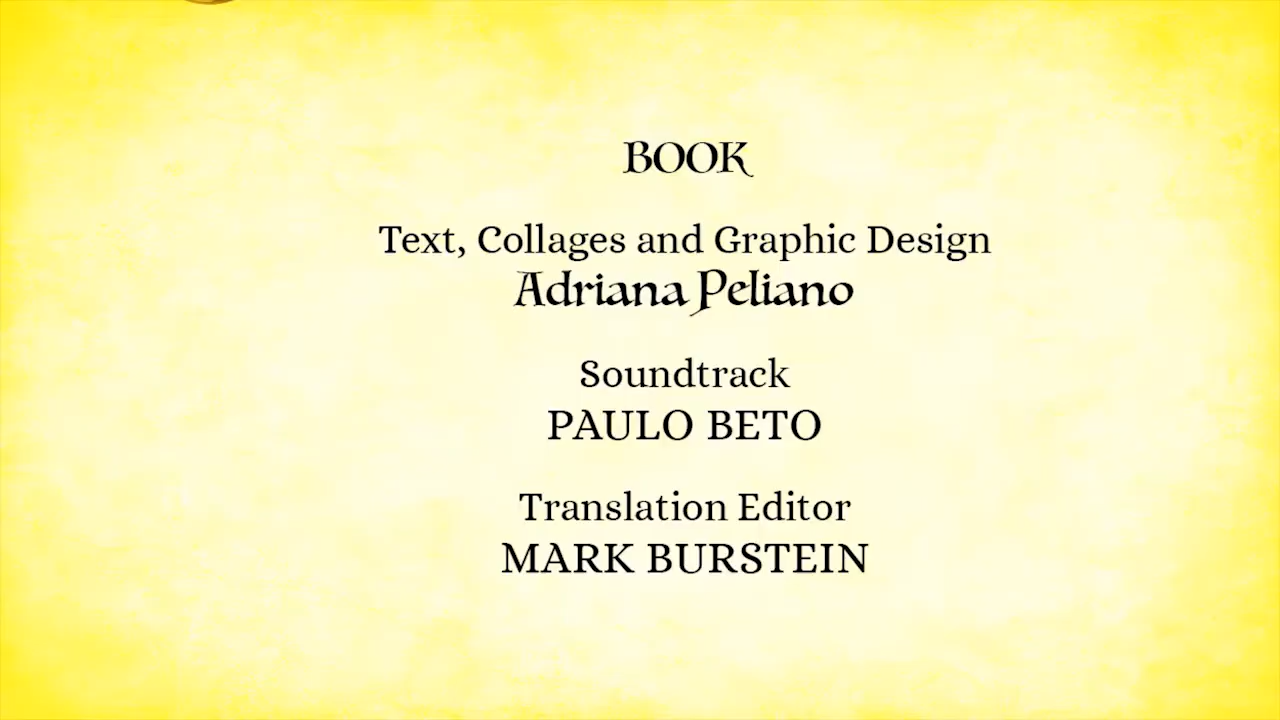 BOOK
Text, Collages and Graphic Design
Adriana Peliano
Soundtrack
PAULO BETO
Translation Editor
MARK BURSTEIN